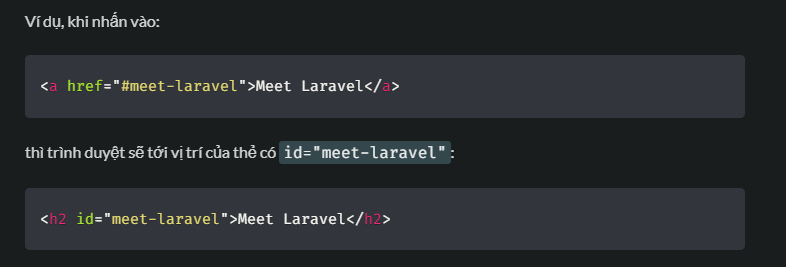 Ví dụ, khi nhấn vào:
<a href="#meet-laravel">Meet Laravel</a>
thì trình duyệt sẽ tới vị trí của thẻ có id="meet-laravel":
<h2 id="meet-laravel">Meet Laravel</h2>